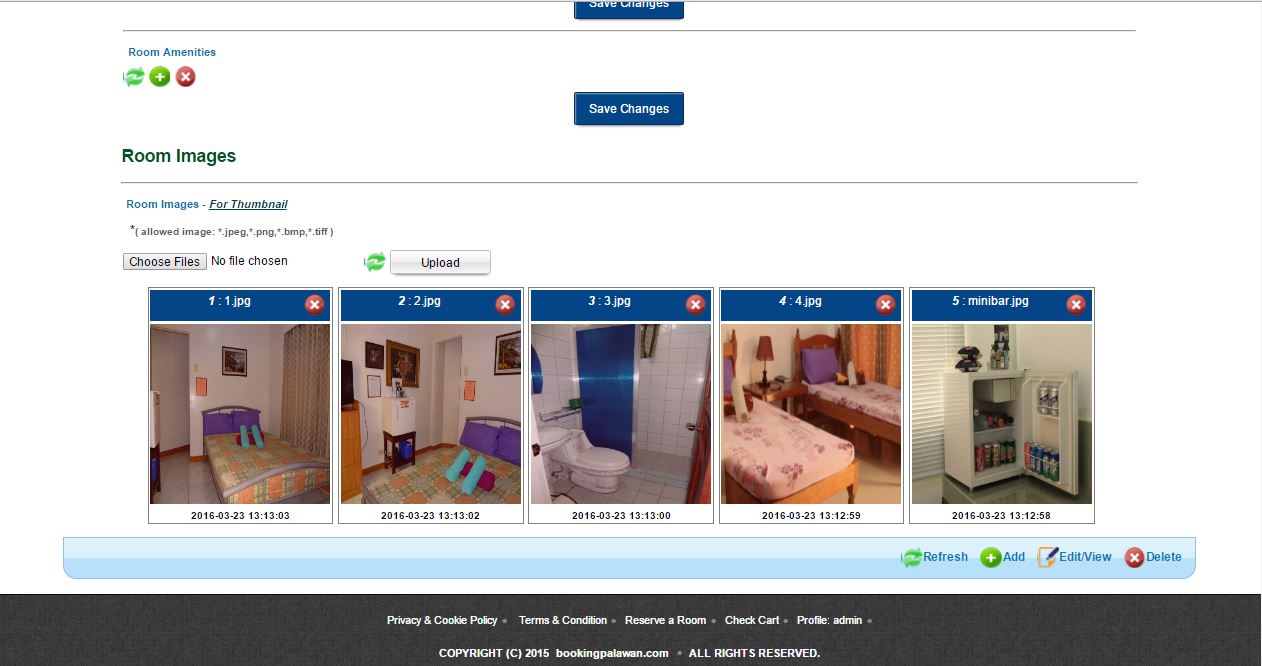 Save Changes
Room Amenities
Save Changes
Room Images
Room Images - For Thumbnail
*( allowed image: *.jpeg,*.png,*.bmp,*.tiff )
Choose Files No file chosen Upload
1 : 1.jpg 2 : 2.jpg 3 : 3.jpg 4 : 4.jpg 5 : minibar.jpg
2016-03-23 13:13:03 2016-03-23 13:13:02 2016-03-23 13:13:00 2016-03-23 13:12:59 2016-03-23 13:12:58
Refresh Add Edit/View Delete
Privacy & Cookie Policy • Terms & Condition • Reserve a Room • Check Cart • Profile: admin •
COPYRIGHT (C) 2015 bookingpalawan.com • ALL RIGHTS RESERVED.